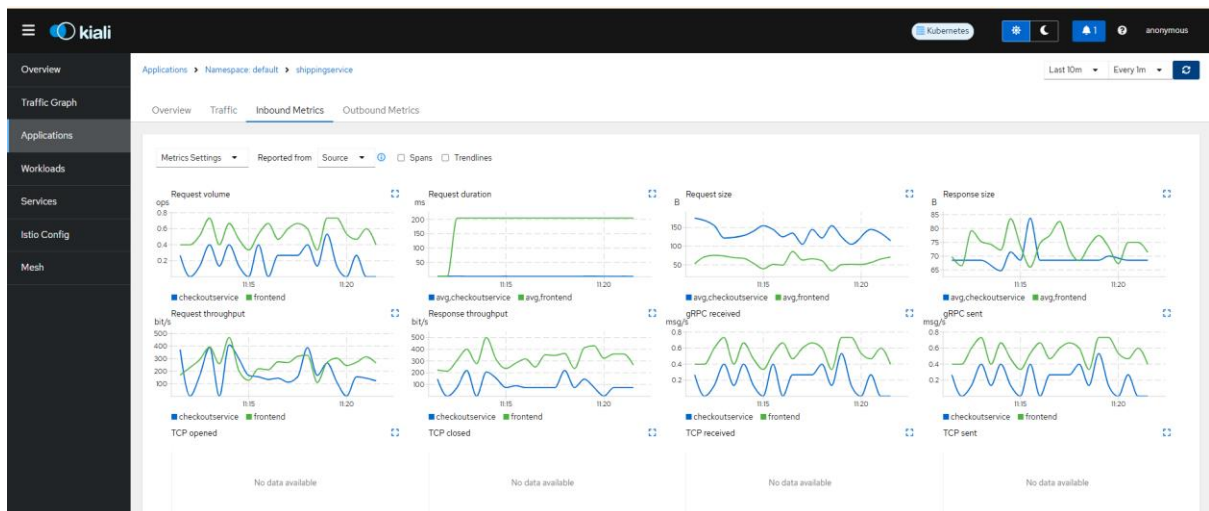 kiali
Kubernetes
1
anonymous
Overview
Traffic Graph
Applications
Workloads
Services
Istio Config
Mesh
Applications > Namespace: default > shippingservice
Last 10m
Every 1m
Overview Traffic Inbound Metrics Outbound Metrics
Metrics Settings Reported from Source Spans Trendlines
Request volume
ops
0.8
0.6
0.4
0.2
11:15 11:20
checkoutservice frontend
Request duration
ms
200
150
100
50
11:15 11:20
avg,checkoutservice avg,frontend
Request size
B
150
100
50
11:15 11:20
avg,checkoutservice avg,frontend
Response size
B
85
80
75
70
65
11:15 11:20
avg,checkoutservice avg,frontend
Request throughput
bit/s
500
400
300
200
100
11:15 11:20
checkoutservice frontend
Response throughput
bit/s
500
400
300
200
100
11:15 11:20
checkoutservice frontend
gRPC received
msg/s
0.8
0.6
0.4
0.2
11:15 11:20
checkoutservice frontend
gRPC sent
msg/s
0.8
0.6
0.4
0.2
11:15 11:20
checkoutservice frontend
TCP opened
No data available
TCP closed
No data available
TCP received
No data available
TCP sent
No data available